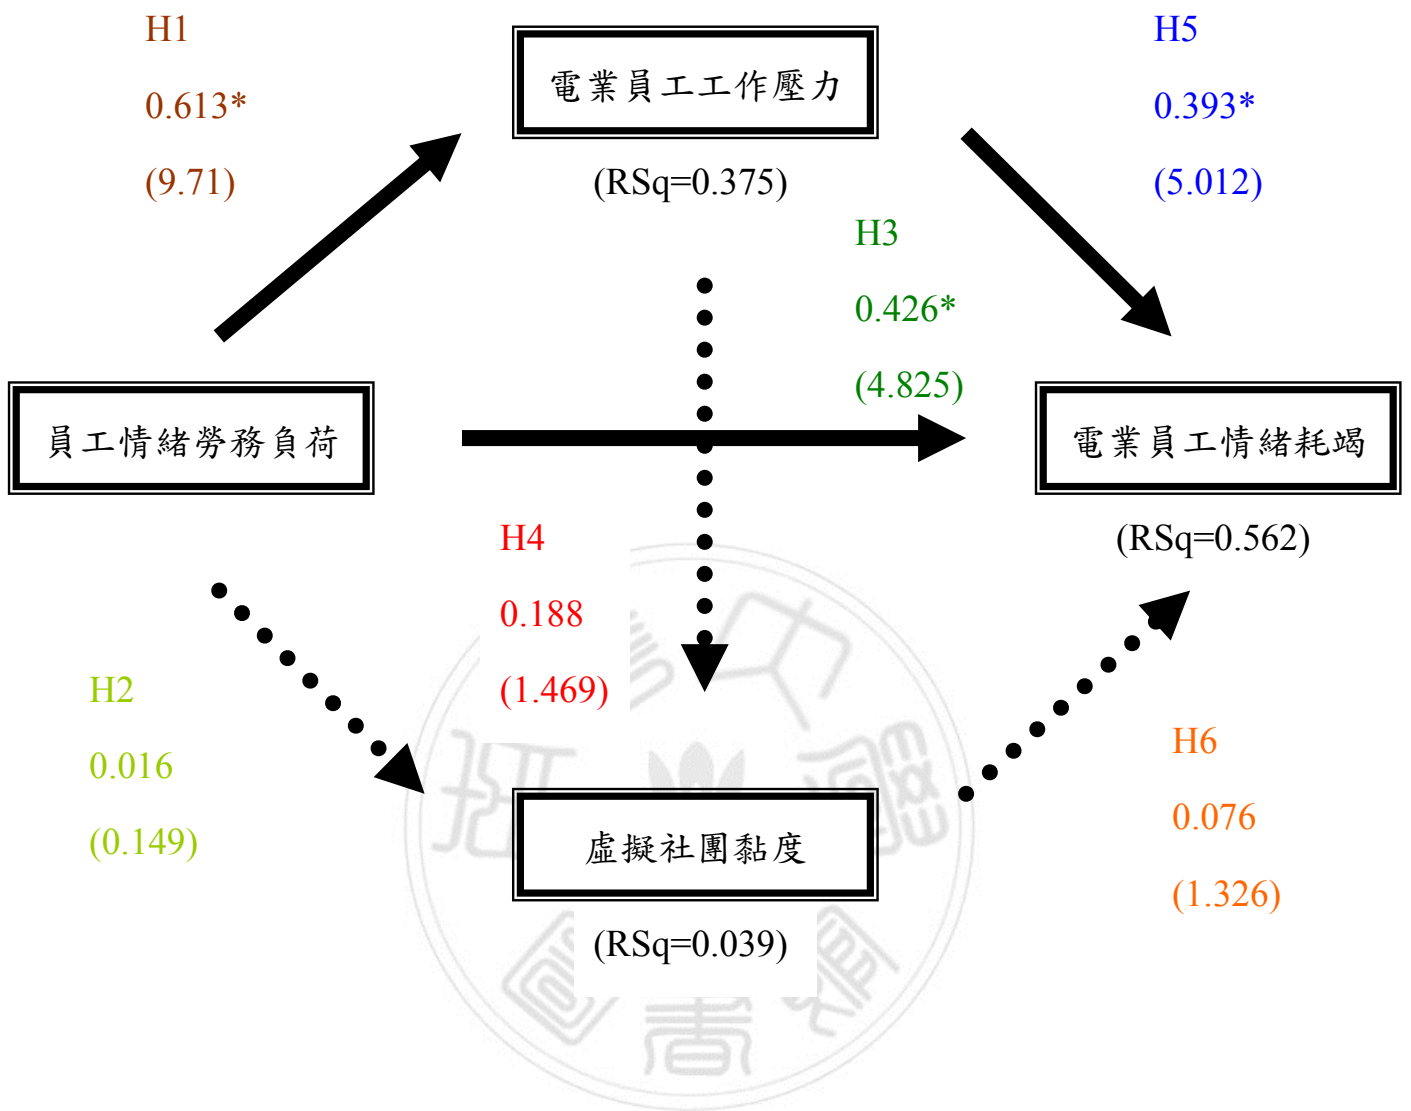 H1
0.613*
(9.71)
電業員工工作壓力
(RSq=0.375)
H5
0.393*
(5.012)
H3
0.426*
(4.825)
員工情緒勞務負荷
電業員工情緒耗竭
(RSq=0.562)
H4
0.188
(1.469)
H2
0.016
(0.149)
虛擬社團黏度
(RSq=0.039)
H6
0.076
(1.326)